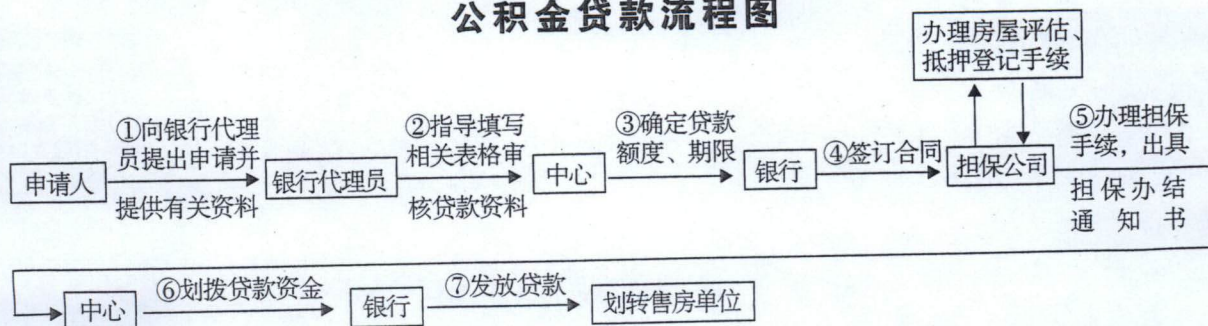 公积金贷款流程图
办理房屋评估、
抵押登记手续
①向银行代理
员提出申请并
提供有关资料
②指导填写
相关表格审
核贷款资料
③确定贷款
额度、期限
④签订合同
⑤办理担保
手续，出具
担保办结
通知书
申请人
银行代理员
中心
银行
担保公司
中心
⑥划拨贷款资金
银行
⑦发放贷款
划转售房单位